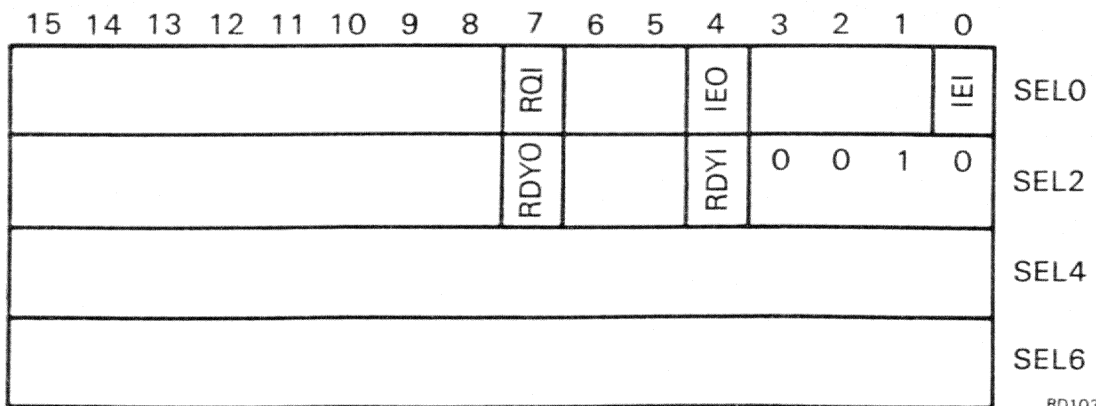 15 14 13 12 11 10 9 8 7 6 5 4 3 2 1 0
RQI IEO IEI SEL0
RDYO RDYI 0 0 1 0 SEL2
SEL4
SEL6